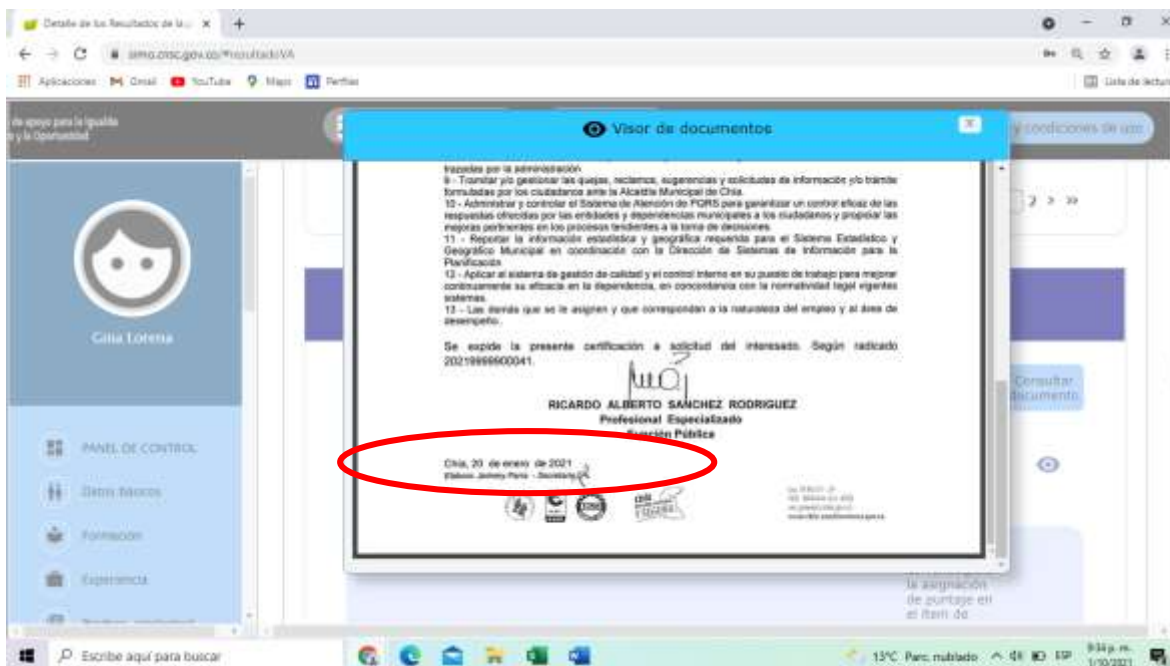 Detalle de los Resultados de la ...
simo.cnsc.gov.co/#resultadoVA
Aplicaciones Gmail YouTube Maps Perfiles Lista de lectura
de apoyo para la Igualdad
y la Oportunidad
Visor de documentos
y condiciones de uso
trazadas por la administración
9 - Tramitar y/o gestionar las quejas, reclamos, sugerencias y solicitudes de información y/o trámite
formuladas por los ciudadanos ante la Alcaldía Municipal de Chía.
10 - Administrar y controlar el Sistema de Atención de PQRS para garantizar un control eficaz de las
respuestas ofrecidas por las entidades y dependencias municipales a los ciudadanos y propiciar las
mejoras pertinentes en los procesos tendientes a la toma de decisiones.
11 - Reportar la información estadística y geográfica requerida para el Sistema Estadístico y
Geográfico Municipal en coordinación con la Dirección de Sistemas de Información para la
Planificación
12 - Aplicar el sistema de gestión de calidad y el control interno en su puesto de trabajo para mejorar
continuamente su eficacia en la dependencia, en concordancia con la normatividad legal vigentes
sistemas.
13 - Las demás que se le asignen y que correspondan a la naturaleza del empleo y al área de
desempeño.
Se expide la presente certificación a solicitud del interesado. Según radicado
20219999900041.
RICARDO ALBERTO SANCHEZ RODRIGUEZ
Profesional Especializado
Función Pública
Chía, 20 de enero de 2021
2 > >>
Consultar
documento
Gina Lorena
PANEL DE CONTROL
Datos básicos
Formación
Experiencia
la asignación
de puntaje en
el ítem de
Escribe aquí para buscar
13°C Parc. nublado
ESP
9:34 p. m.
1/10/2021